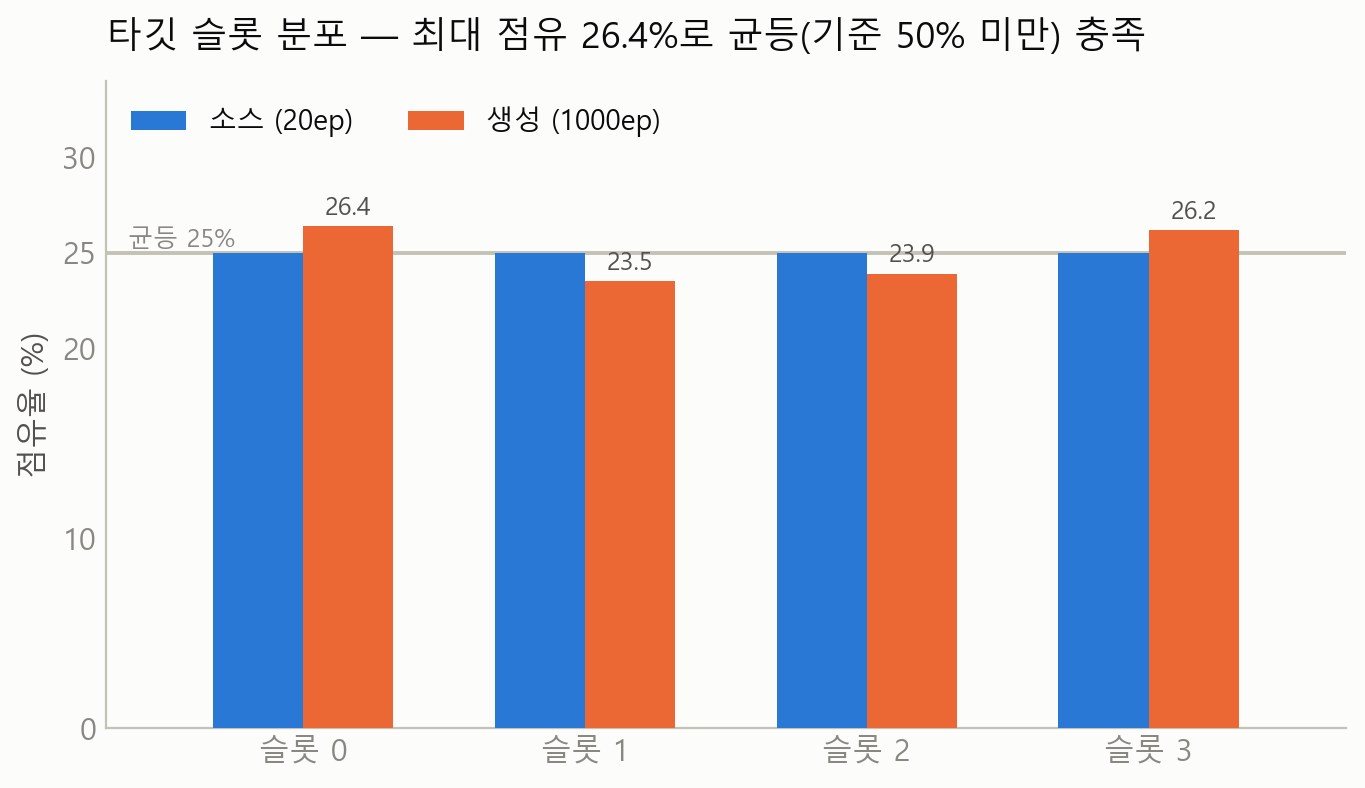 타깃 슬롯 분포 — 최대 점유 26.4%로 균등(기준 50% 미만) 충족
소스 (20ep) 생성 (1000ep)
30
26.4
26.2
균등 25%
25
23.5
23.9
20
점유율 (%)
10
0
슬롯 0 슬롯 1 슬롯 2 슬롯 3